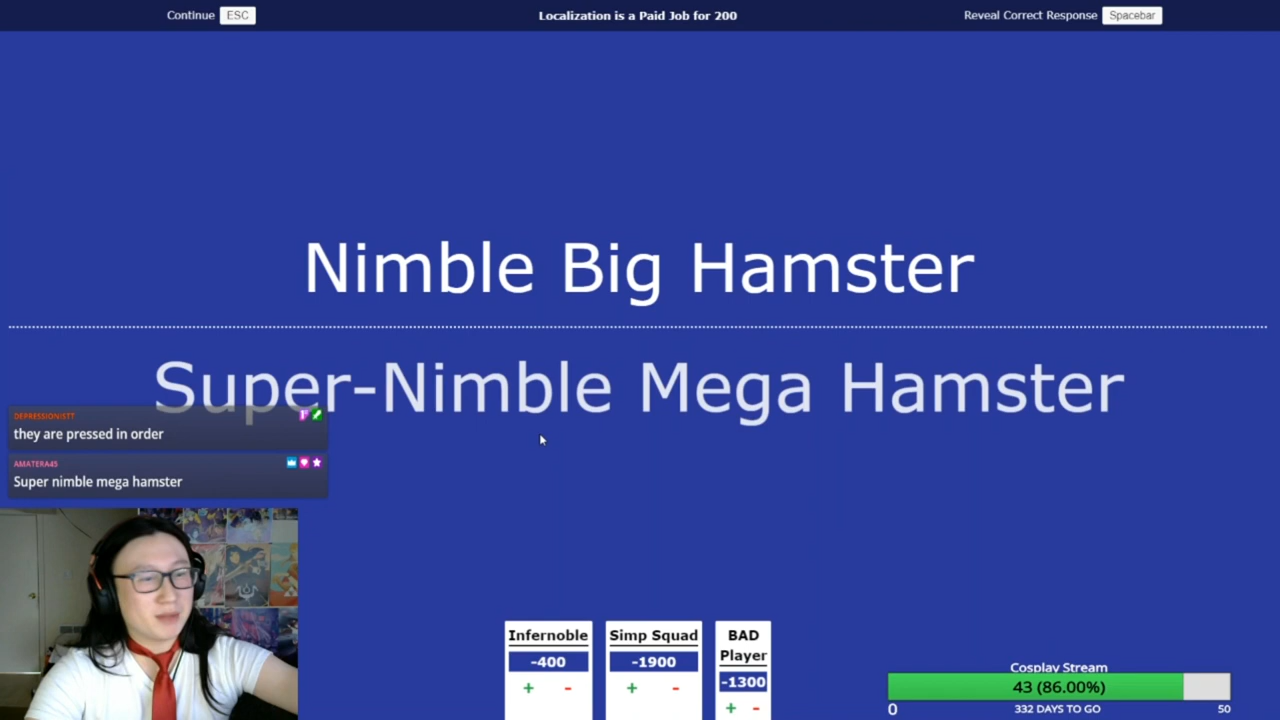 Continue ESC
Localization is a Paid Job for 200
Reveal Correct Response Spacebar
Nimble Big Hamster
Super-Nimble Mega Hamster
DEPRESSIONISTT
they are pressed in order
AMATERA45
Super nimble mega hamster
Infernoble
-400
+ -
Simp Squad
-1900
+ -
BAD
Player
-1300
+ -
Cosplay Stream
43 (86.00%)
0 332 DAYS TO GO 50